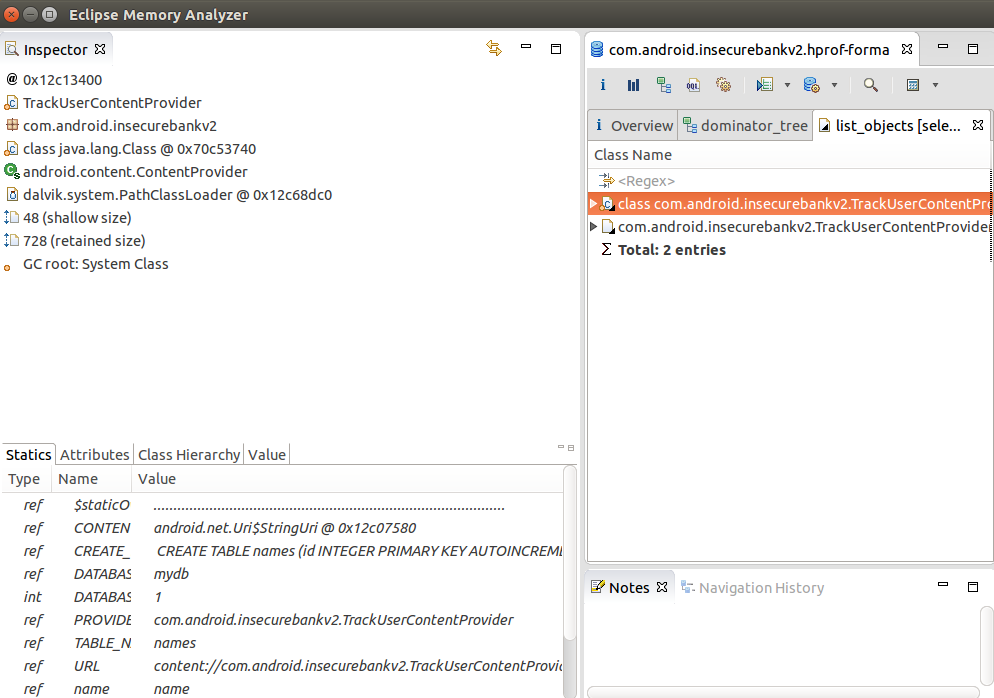 Eclipse Memory Analyzer
Inspector
@ 0x12c13400
TrackUserContentProvider
com.android.insecurebankv2
class java.lang.Class @ 0x70c53740
android.content.ContentProvider
dalvik.system.PathClassLoader @ 0x12c68dc0
48 (shallow size)
728 (retained size)
GC root: System Class
Statics Attributes Class Hierarchy Value
Type Name Value
ref $staticO ........................................................................................
ref CONTEN android.net.Uri$StringUri @ 0x12c07580
ref CREATE_ CREATE TABLE names (id INTEGER PRIMARY KEY AUTOINCREME
ref DATABAS mydb
int DATABAS 1
ref PROVIDE com.android.insecurebankv2.TrackUserContentProvider
ref TABLE_N names
ref URL content://com.android.insecurebankv2.TrackUserContentProvi
ref name name
com.android.insecurebankv2.hprof-forma
i OQL
i Overview dominator_tree list_objects [sele...
Class Name
<Regex>
class com.android.insecurebankv2.TrackUserContentPr
com.android.insecurebankv2.TrackUserContentProvide
Σ Total: 2 entries
Notes Navigation History